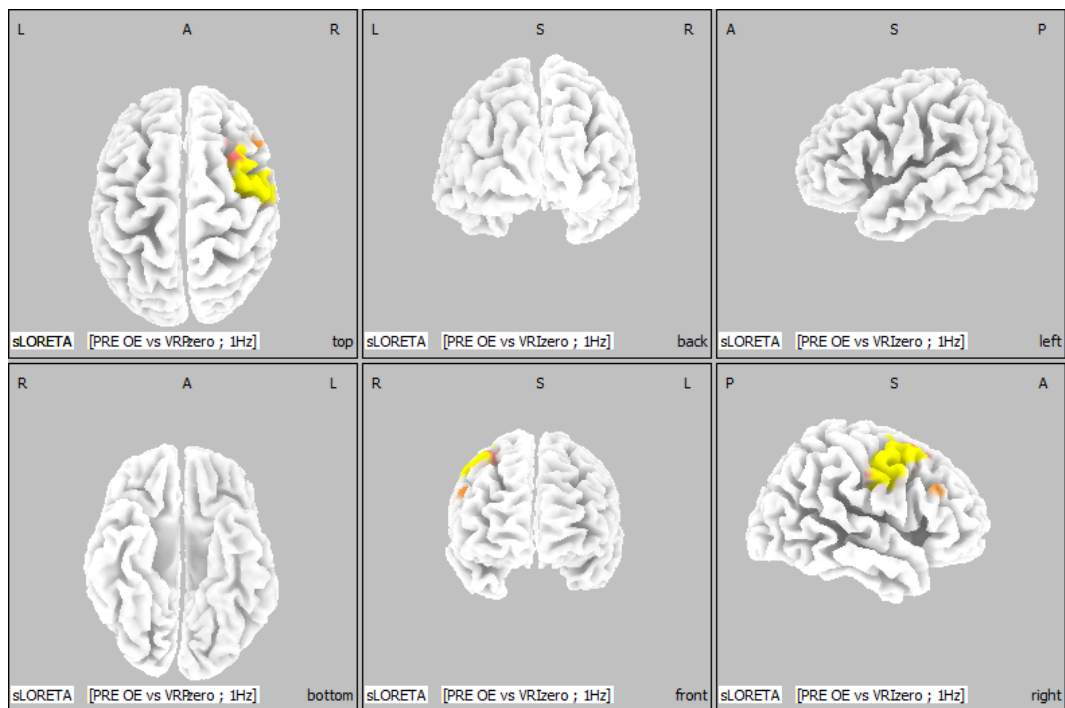 L A R
sLORETA [PRE OE vs VRPzero ; 1Hz] top
L S R
sLORETA [PRE OE vs VRIzero ; 1Hz] back
A S P
sLORETA [PRE OE vs VRIzero ; 1Hz] left
R A L
sLORETA [PRE OE vs VRPzero ; 1Hz] bottom
R S L
sLORETA [PRE OE vs VRIzero ; 1Hz] front
P S A
sLORETA [PRE OE vs VRIzero ; 1Hz] right